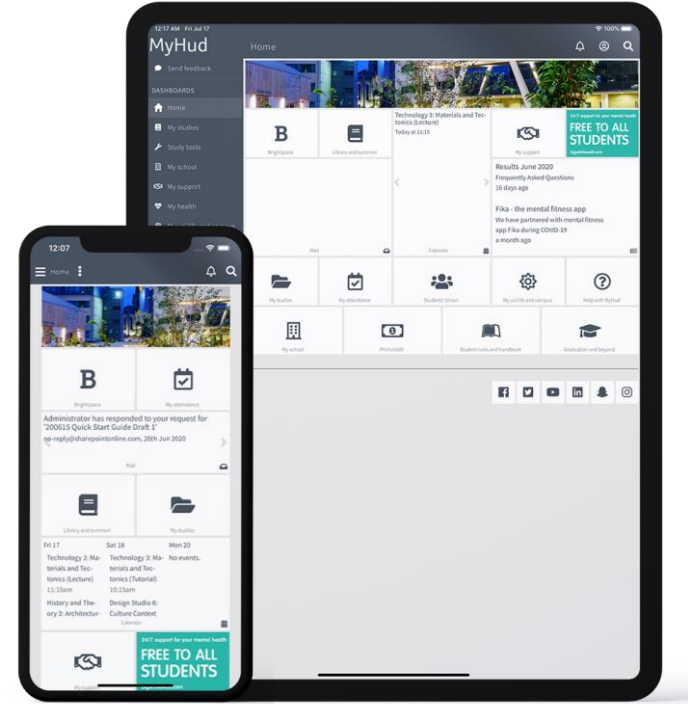 12:17 AM Fri Jul 17
100%
MyHud
Home
Send feedback
DASHBOARDS
Home
My studies
Study tools
My school
My support
My health
B
Brightspace
Library and summon
Technology 3: Materials and Tec-
tonics (Lecture)
Today at 11:15
My support
24/7 support for your mental health
FREE TO ALL
STUDENTS
Mail
Calendar
Results June 2020
Frequently Asked Questions
16 days ago
Fika - the mental fitness app
We have partnered with mental fitness
app Fika during COVID-19
a month ago
My studies
My attendance
Students' Union
My uni life and campus
Help with MyHud
My school
Print credit
Student rules and handbook
Graduation and beyond
12:07
Home
B
Brightspace
My attendance
Administrator has responded to your request for
'200615 Quick Start Guide Draft 1'
no-reply@sharepointonline.com, 26th Jun 2020
Mail
Library and summon
My studies
Fri 17
Sat 18
Mon 20
Technology 3: Ma-
terials and Tec-
tonics (Lecture)
11:15am
History and The-
ory 3: Architectur-
Technology 3: Ma-
terials and Tec-
tonics (Tutorial)
10:15am
Design Studio 6:
Culture Context
No events.
Calendar
My support
24/7 support for your mental health
FREE TO ALL
STUDENTS